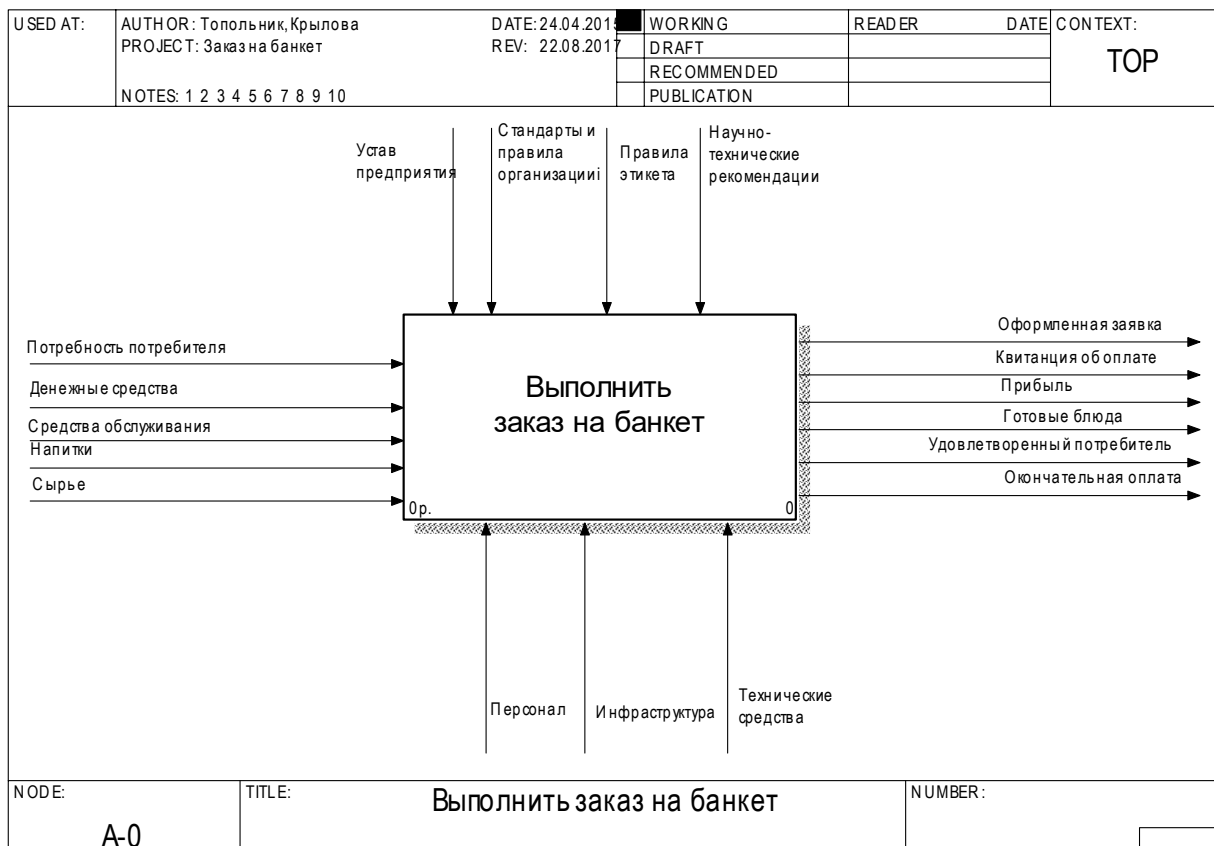 USED AT:
AUTHOR: Топольник,Крылова
DATE: 24.04.201
PROJECT: Заказ на банкет
REV: 22.08.2017
NOTES: 1 2 3 4 5 6 7 8 9 10
WORKING
DRAFT
RECOMMENDED
PUBLICATION
READER
DATE
CONTEXT:
TOP
Устав
предприятия
Стандарты и
правила
организацииі
Правила
этикета
Научно-
технические
рекомендации
Потребность потребителя
Денежные средства
Средства обслуживания
Напитки
Сырье
Выполнить
заказ на банкет
0р.
0
Оформленная заявка
Квитанция об оплате
Прибыль
Готовые блюда
Удовлетворенный потребитель
Окончательная оплата
Персонал
Инфраструктура
Технические
средства
NODE:
A-0
TITLE:
Выполнить заказ на банкет
NUMBER: